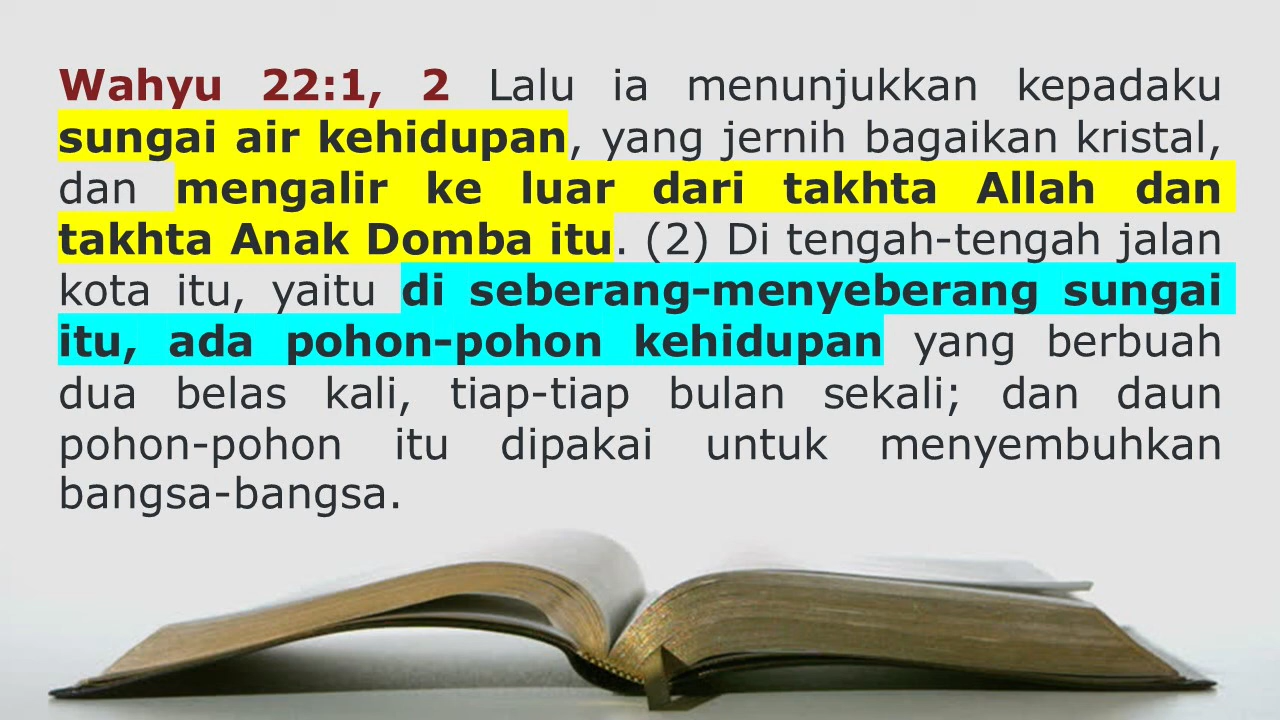 Wahyu 22:1, 2 Lalu ia menunjukkan kepadaku
sungai air kehidupan, yang jernih bagaikan kristal,
dan mengalir ke luar dari takhta Allah dan
takhta Anak Domba itu. (2) Di tengah-tengah jalan
kota itu, yaitu di seberang-menyeberang sungai
itu, ada pohon-pohon kehidupan yang berbuah
dua belas kali, tiap-tiap bulan sekali; dan daun
pohon-pohon itu dipakai untuk menyembuhkan
bangsa-bangsa.